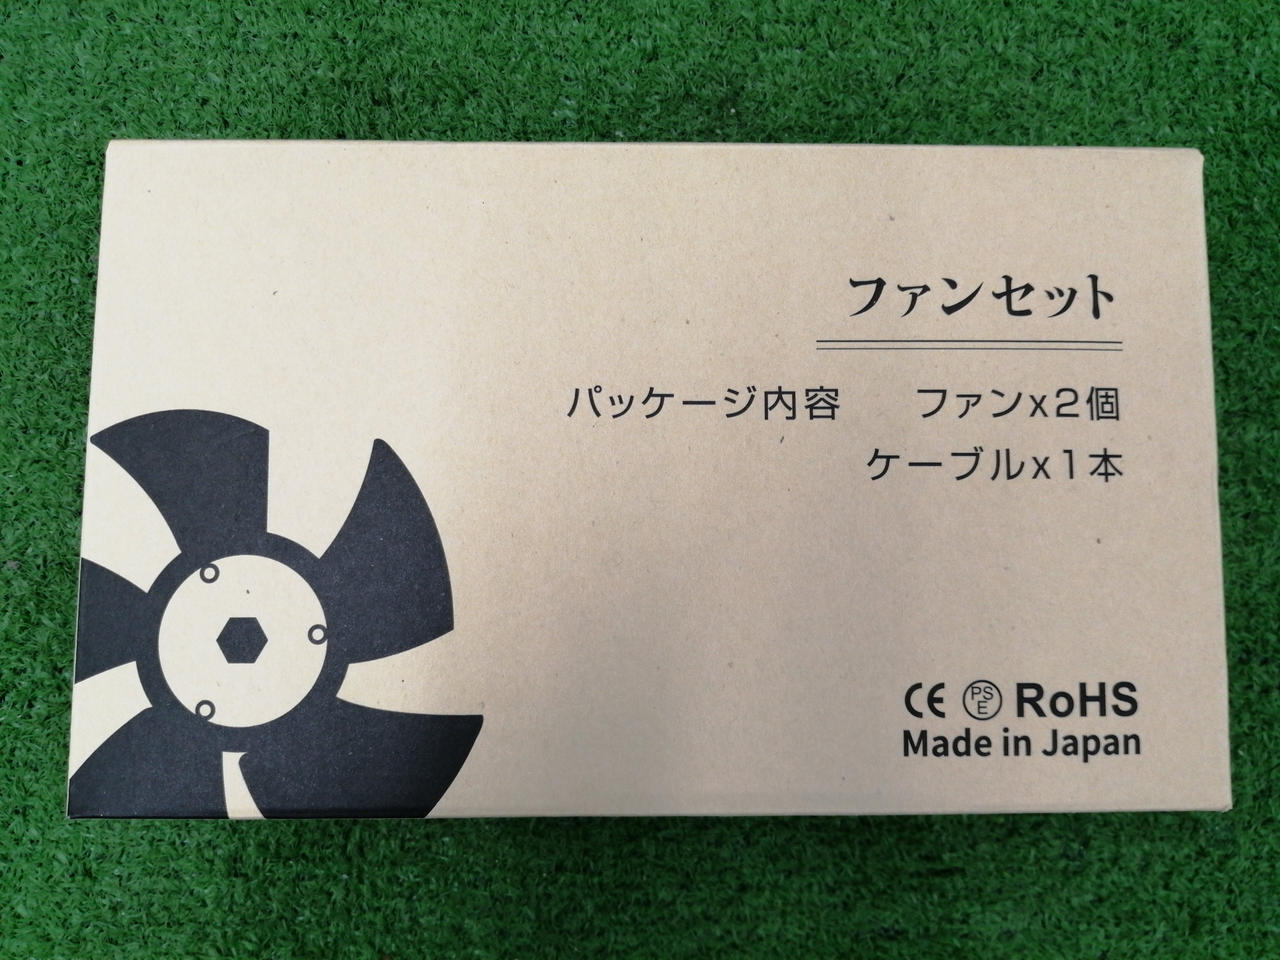 ファンセット
パッケージ内容 ファンx2個
ケーブルx1本
CE PSE RoHS
Made in Japan